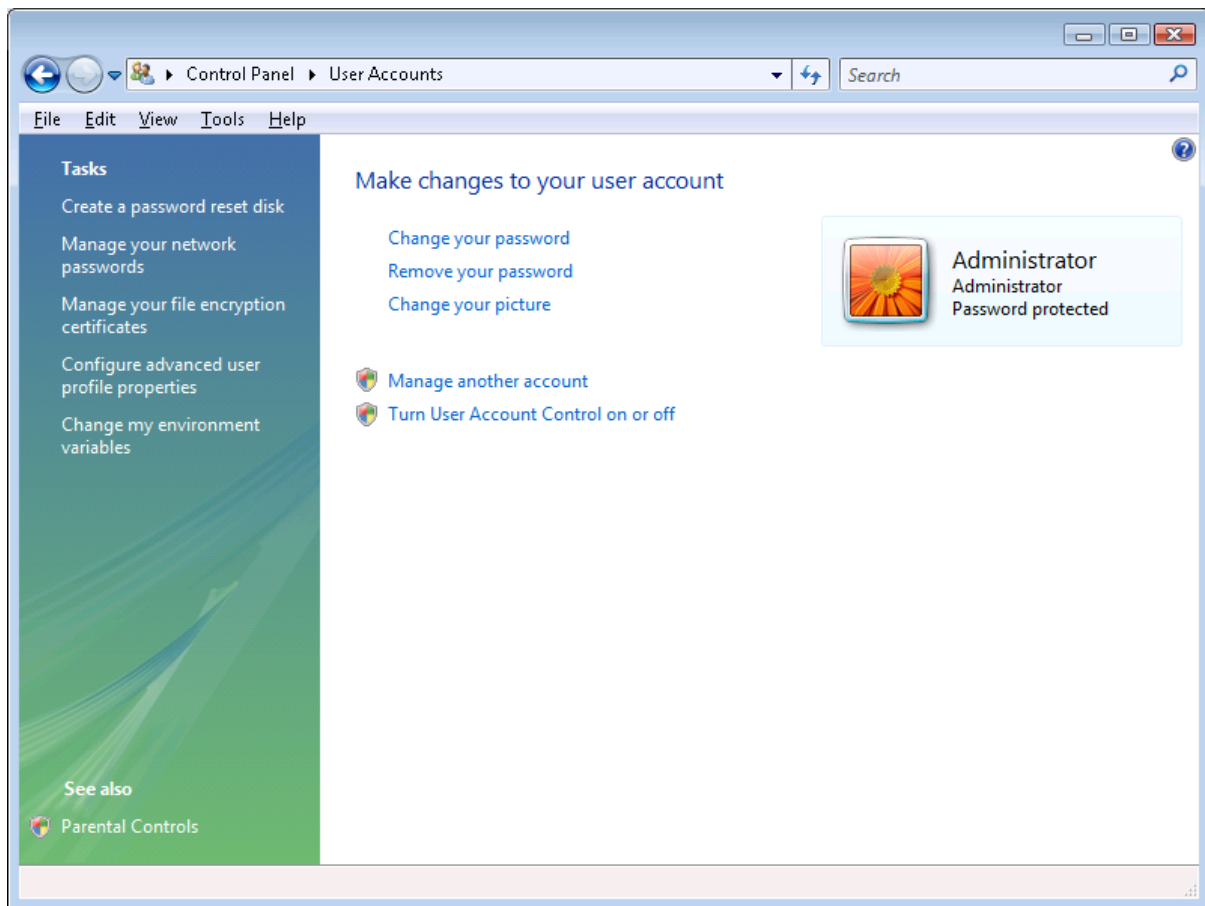 Control Panel User Accounts
Search
File Edit View Tools Help
Tasks
Create a password reset disk
Manage your network
passwords
Manage your file encryption
certificates
Configure advanced user
profile properties
Change my environment
variables
See also
Parental Controls
Make changes to your user account
Change your password
Remove your password
Change your picture
Manage another account
Turn User Account Control on or off
Administrator
Administrator
Password protected